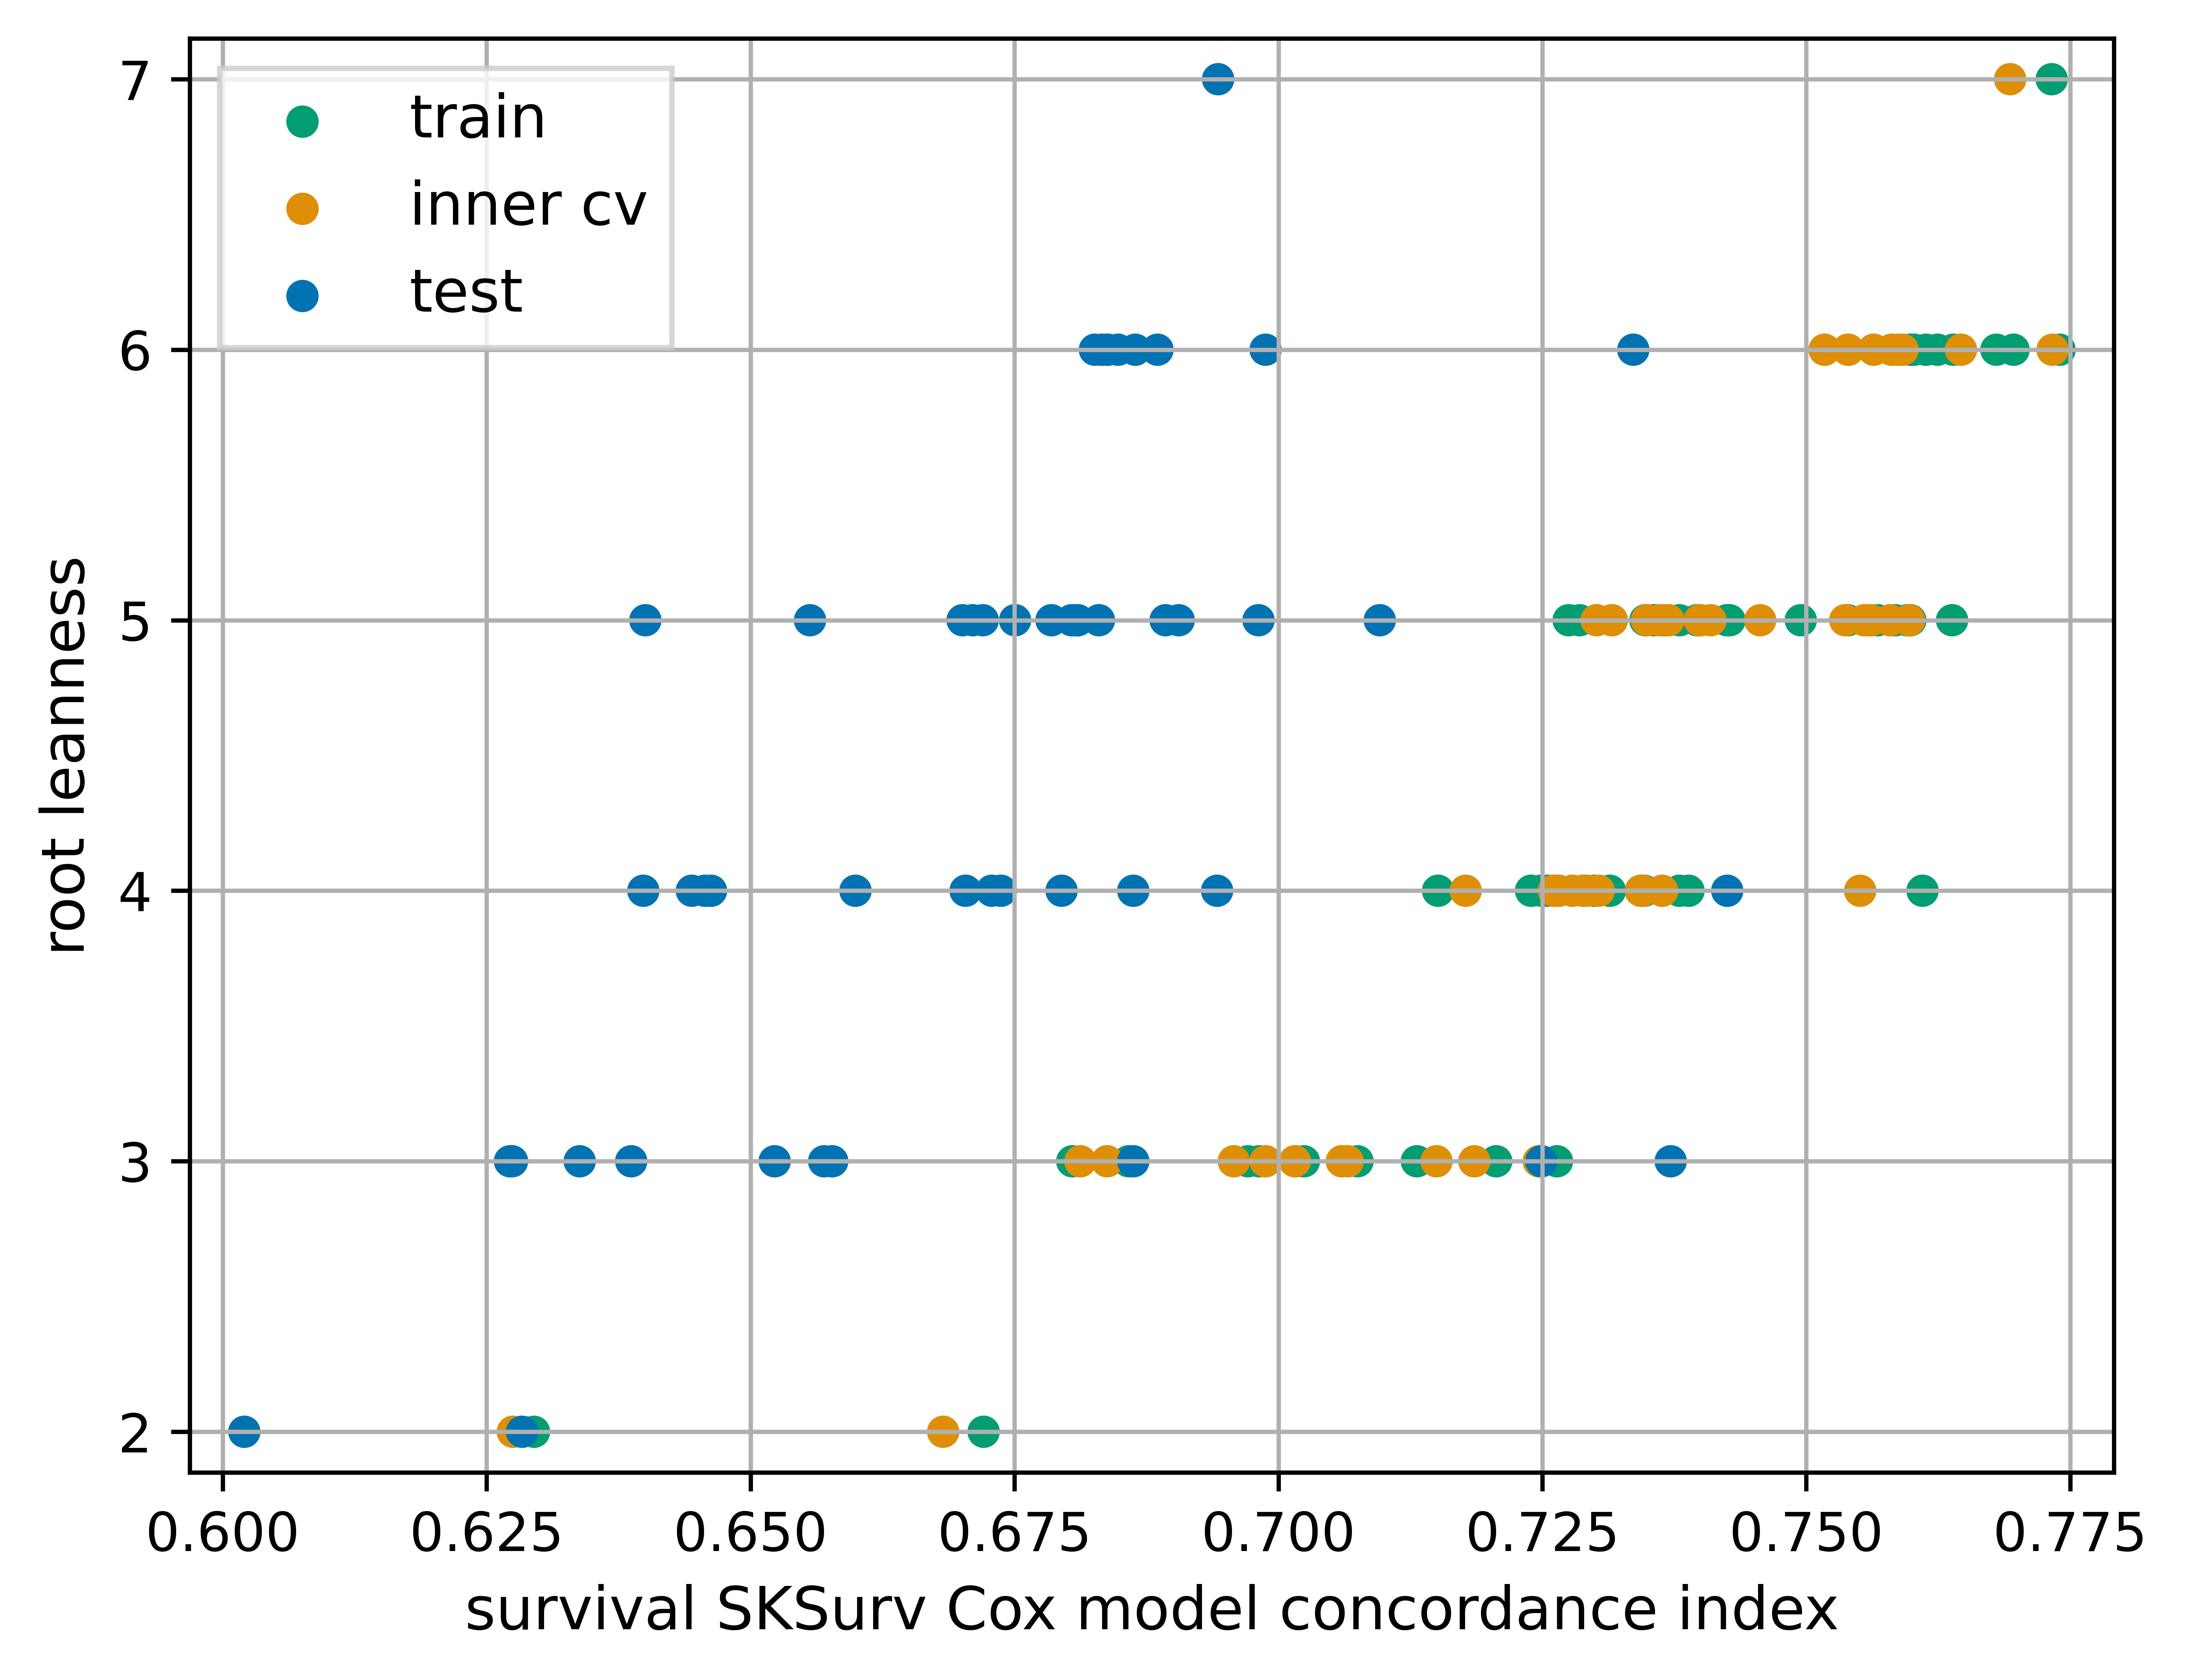 train
inner cv
test
7
6
5
4
3
2
root leanness
0.600 0.625 0.650 0.675 0.700 0.725 0.750 0.775
survival SKSurv Cox model concordance index